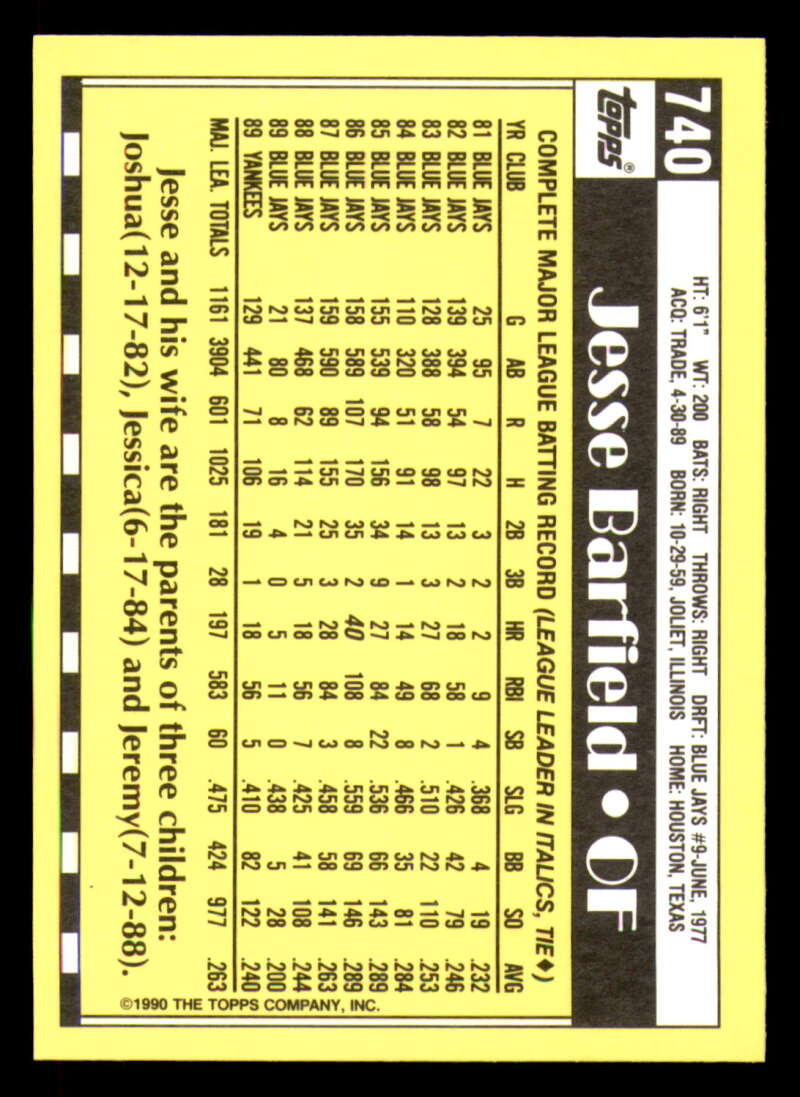 740
HT: 6'1" WT: 200 BATS: RIGHT THROWS: RIGHT DRFT: BLUE JAYS #9-JUNE, 1977
ACQ: TRADE, 4-30-89 BORN: 10-29-59, JOLIET, ILLINOIS HOME: HOUSTON, TEXAS
topps®
Jesse Barfield • OF
COMPLETE MAJOR LEAGUE BATTING RECORD (LEAGUE LEADER IN ITALICS, TIE♦)
YR CLUB G AB R H 2B 3B HR RBI SB SLG BB SO AVG
81 BLUE JAYS 25 95 7 22 3 2 2 9 4 .368 4 19 .232
82 BLUE JAYS 139 394 54 97 13 2 18 58 1 .426 42 79 .246
83 BLUE JAYS 128 388 58 98 13 3 27 68 2 .510 22 110 .253
84 BLUE JAYS 110 320 51 91 14 1 14 49 8 .466 35 81 .284
85 BLUE JAYS 155 539 94 156 34 9 27 84 22 .536 66 143 .289
86 BLUE JAYS 158 589 107 170 35 2 40 108 8 .559 69 146 .289
87 BLUE JAYS 159 590 89 155 25 3 28 84 3 .458 58 141 .263
88 BLUE JAYS 137 468 62 114 21 5 18 56 7 .425 41 108 .244
89 BLUE JAYS 21 80 8 16 4 0 5 11 0 .438 5 28 .200
89 YANKEES 129 441 71 106 19 1 18 56 5 .410 82 122 .240
MAJ. LEA. TOTALS 1161 3904 601 1025 181 28 197 583 60 .475 424 977 .263
Jesse and his wife are the parents of three children:
Joshua(12-17-82), Jessica(6-17-84) and Jeremy(7-12-88).
©1990 THE TOPPS COMPANY, INC.